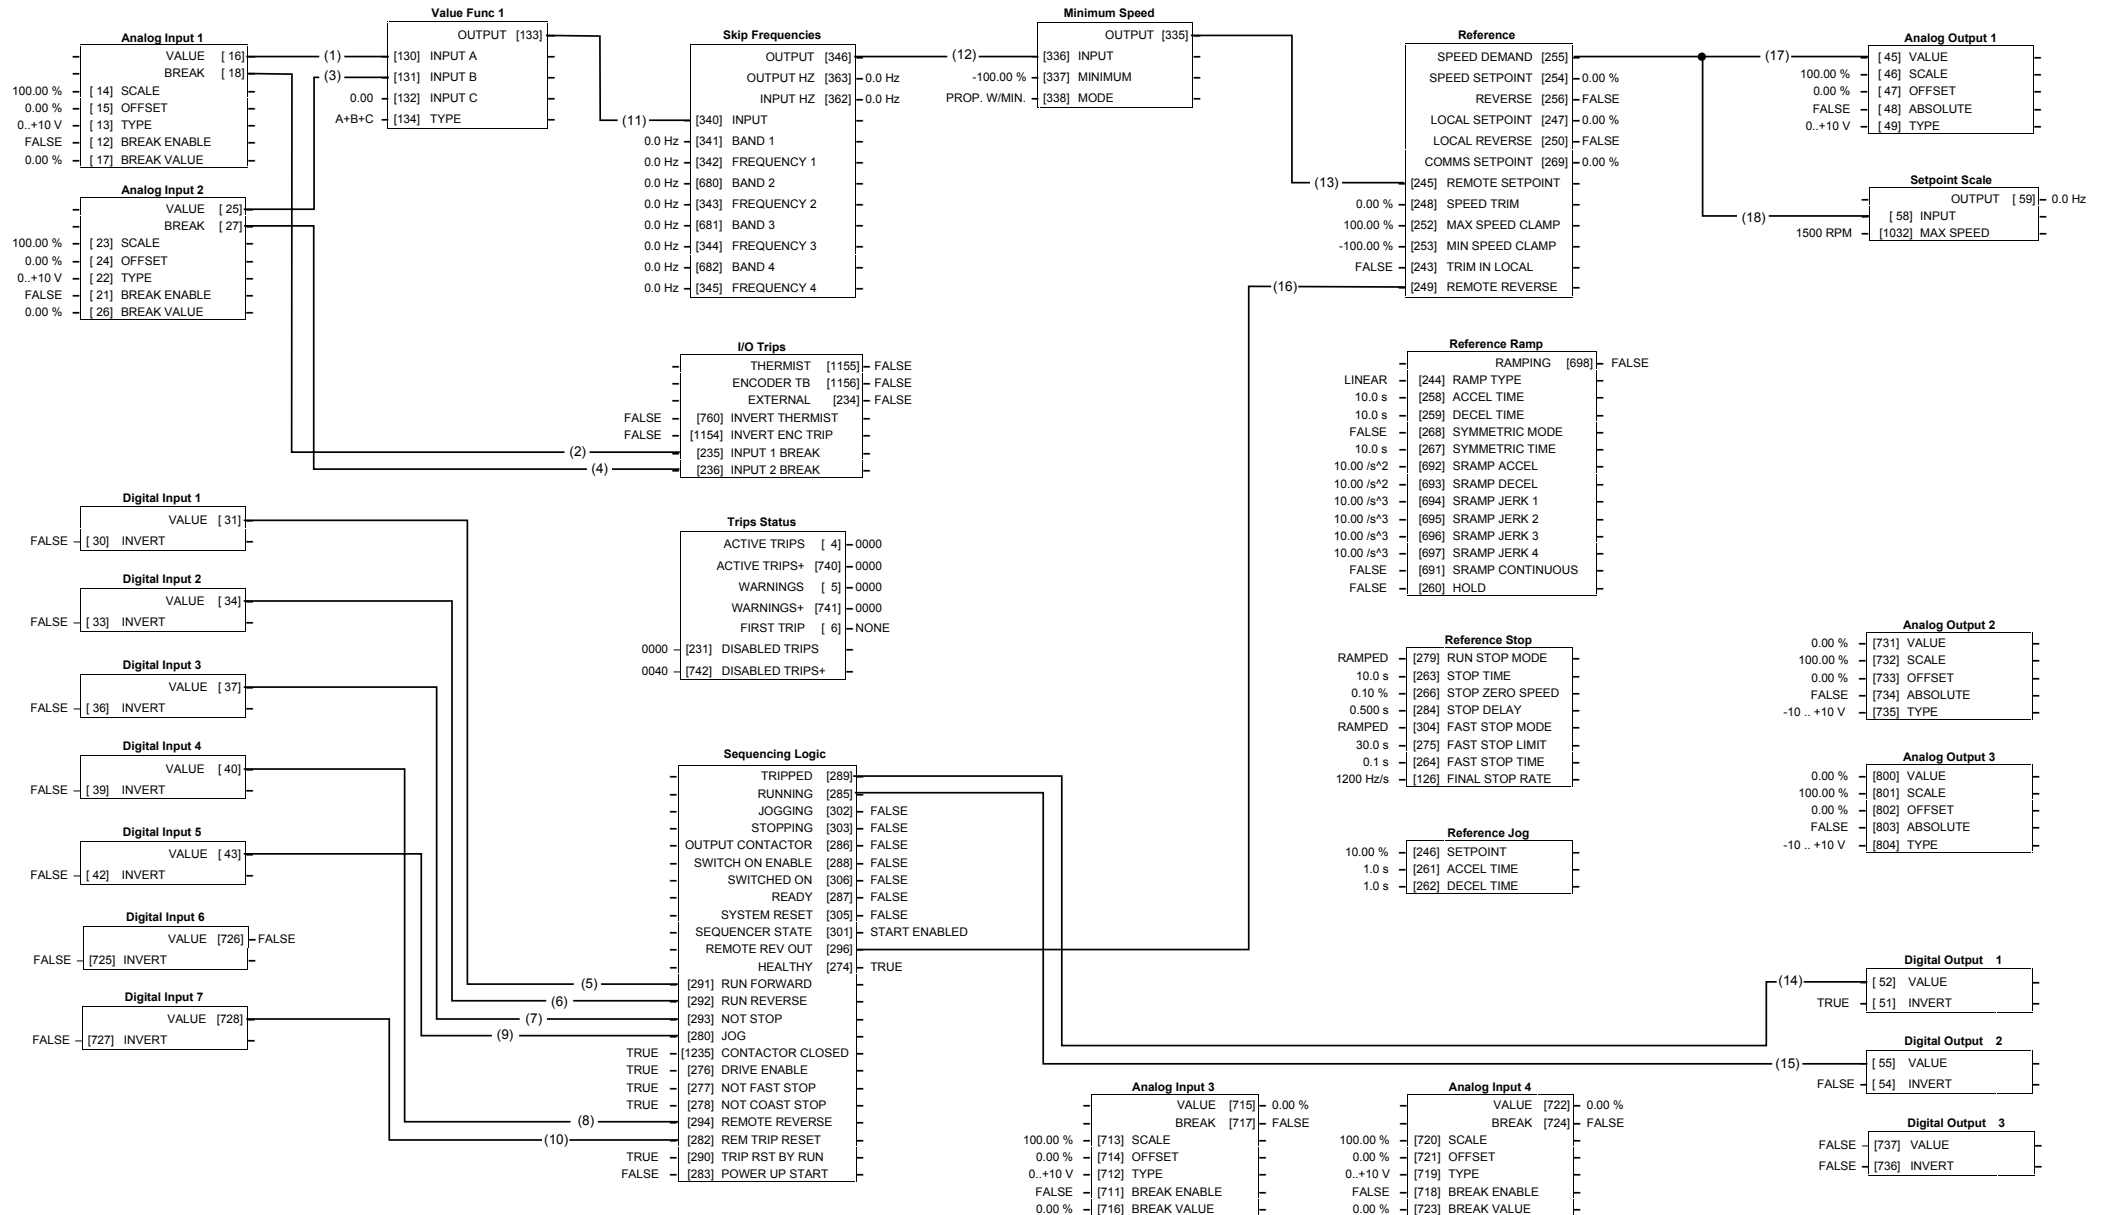 Analog Input 1
VALUE [ 16]
BREAK [ 18]
100.00 % [ 14] SCALE
0.00 % [ 15] OFFSET
0..+10 V [ 13] TYPE
FALSE [ 12] BREAK ENABLE
0.00 % [ 17] BREAK VALUE
Analog Input 2
VALUE [ 25]
BREAK [ 27]
100.00 % [ 23] SCALE
0.00 % [ 24] OFFSET
0..+10 V [ 22] TYPE
FALSE [ 21] BREAK ENABLE
0.00 % [ 26] BREAK VALUE
(1)
(3)
Value Func 1
OUTPUT [133]
[130] INPUT A
[131] INPUT B
0.00 [132] INPUT C
A+B+C [134] TYPE
(11)
Skip Frequencies
OUTPUT [346]
OUTPUT HZ [363] 0.0 Hz
INPUT HZ [362] 0.0 Hz
[340] INPUT
0.0 Hz [341] BAND 1
0.0 Hz [342] FREQUENCY 1
0.0 Hz [680] BAND 2
0.0 Hz [343] FREQUENCY 2
0.0 Hz [681] BAND 3
0.0 Hz [344] FREQUENCY 3
0.0 Hz [682] BAND 4
0.0 Hz [345] FREQUENCY 4
(12)
Minimum Speed
OUTPUT [335]
[336] INPUT
-100.00 % [337] MINIMUM
PROP. W/MIN. [338] MODE
(13)
(16)
Reference
SPEED DEMAND [255]
SPEED SETPOINT [254] 0.00 %
REVERSE [256] FALSE
LOCAL SETPOINT [247] 0.00 %
LOCAL REVERSE [250] FALSE
COMMS SETPOINT [269] 0.00 %
[245] REMOTE SETPOINT
0.00 % [248] SPEED TRIM
100.00 % [252] MAX SPEED CLAMP
-100.00 % [253] MIN SPEED CLAMP
FALSE [243] TRIM IN LOCAL
[249] REMOTE REVERSE
(17)
Analog Output 1
[ 45] VALUE
100.00 % [ 46] SCALE
0.00 % [ 47] OFFSET
FALSE [ 48] ABSOLUTE
0..+10 V [ 49] TYPE
(18)
Setpoint Scale
OUTPUT [ 59] 0.0 Hz
[ 58] INPUT
1500 RPM [1032] MAX SPEED
I/O Trips
THERMIST [1155] FALSE
ENCODER TB [1156] FALSE
EXTERNAL [234] FALSE
FALSE [760] INVERT THERMIST
FALSE [1154] INVERT ENC TRIP
(2) [235] INPUT 1 BREAK
(4) [236] INPUT 2 BREAK
Reference Ramp
RAMPING [698] FALSE
LINEAR [244] RAMP TYPE
10.0 s [258] ACCEL TIME
10.0 s [259] DECEL TIME
FALSE [268] SYMMETRIC MODE
10.0 s [267] SYMMETRIC TIME
10.00 /s^2 [692] SRAMP ACCEL
10.00 /s^2 [693] SRAMP DECEL
10.00 /s^3 [694] SRAMP JERK 1
10.00 /s^3 [695] SRAMP JERK 2
10.00 /s^3 [696] SRAMP JERK 3
10.00 /s^3 [697] SRAMP JERK 4
FALSE [691] SRAMP CONTINUOUS
FALSE [260] HOLD
Digital Input 1
VALUE [ 31]
FALSE [ 30] INVERT
Digital Input 2
VALUE [ 34]
FALSE [ 33] INVERT
Digital Input 3
VALUE [ 37]
FALSE [ 36] INVERT
Digital Input 4
VALUE [ 40]
FALSE [ 39] INVERT
Digital Input 5
VALUE [ 43]
FALSE [ 42] INVERT
Digital Input 6
VALUE [726] FALSE
FALSE [725] INVERT
Digital Input 7
VALUE [728]
FALSE [727] INVERT
Trips Status
ACTIVE TRIPS [ 4] 0000
ACTIVE TRIPS+ [740] 0000
WARNINGS [ 5] 0000
WARNINGS+ [741] 0000
FIRST TRIP [ 6] NONE
0000 [231] DISABLED TRIPS
0040 [742] DISABLED TRIPS+
Sequencing Logic
TRIPPED [289]
RUNNING [285]
JOGGING [302] FALSE
STOPPING [303] FALSE
OUTPUT CONTACTOR [286] FALSE
SWITCH ON ENABLE [288] FALSE
SWITCHED ON [306] FALSE
READY [287] FALSE
SYSTEM RESET [305] FALSE
SEQUENCER STATE [301] START ENABLED
REMOTE REV OUT [296]
HEALTHY [274] TRUE
(5) [291] RUN FORWARD
(6) [292] RUN REVERSE
(7) [293] NOT STOP
(9) [280] JOG
TRUE [1235] CONTACTOR CLOSED
TRUE [276] DRIVE ENABLE
TRUE [277] NOT FAST STOP
TRUE [278] NOT COAST STOP
(8) [294] REMOTE REVERSE
(10) [282] REM TRIP RESET
TRUE [290] TRIP RST BY RUN
FALSE [283] POWER UP START
Reference Stop
RAMPED [279] RUN STOP MODE
10.0 s [263] STOP TIME
0.10 % [266] STOP ZERO SPEED
0.500 s [284] STOP DELAY
RAMPED [304] FAST STOP MODE
30.0 s [275] FAST STOP LIMIT
0.1 s [264] FAST STOP TIME
1200 Hz/s [126] FINAL STOP RATE
Reference Jog
10.00 % [246] SETPOINT
1.0 s [261] ACCEL TIME
1.0 s [262] DECEL TIME
Analog Output 2
0.00 % [731] VALUE
100.00 % [732] SCALE
0.00 % [733] OFFSET
FALSE [734] ABSOLUTE
-10 .. +10 V [735] TYPE
Analog Output 3
0.00 % [800] VALUE
100.00 % [801] SCALE
0.00 % [802] OFFSET
FALSE [803] ABSOLUTE
-10 .. +10 V [804] TYPE
Digital Output 1
(14) [ 52] VALUE
TRUE [ 51] INVERT
Digital Output 2
(15) [ 55] VALUE
FALSE [ 54] INVERT
Digital Output 3
FALSE [737] VALUE
FALSE [736] INVERT
Analog Input 3
VALUE [715] 0.00 %
BREAK [717] FALSE
100.00 % [713] SCALE
0.00 % [714] OFFSET
0..+10 V [712] TYPE
FALSE [711] BREAK ENABLE
0.00 % [716] BREAK VALUE
Analog Input 4
VALUE [722] 0.00 %
BREAK [724] FALSE
100.00 % [720] SCALE
0.00 % [721] OFFSET
0..+10 V [719] TYPE
FALSE [718] BREAK ENABLE
0.00 % [723] BREAK VALUE